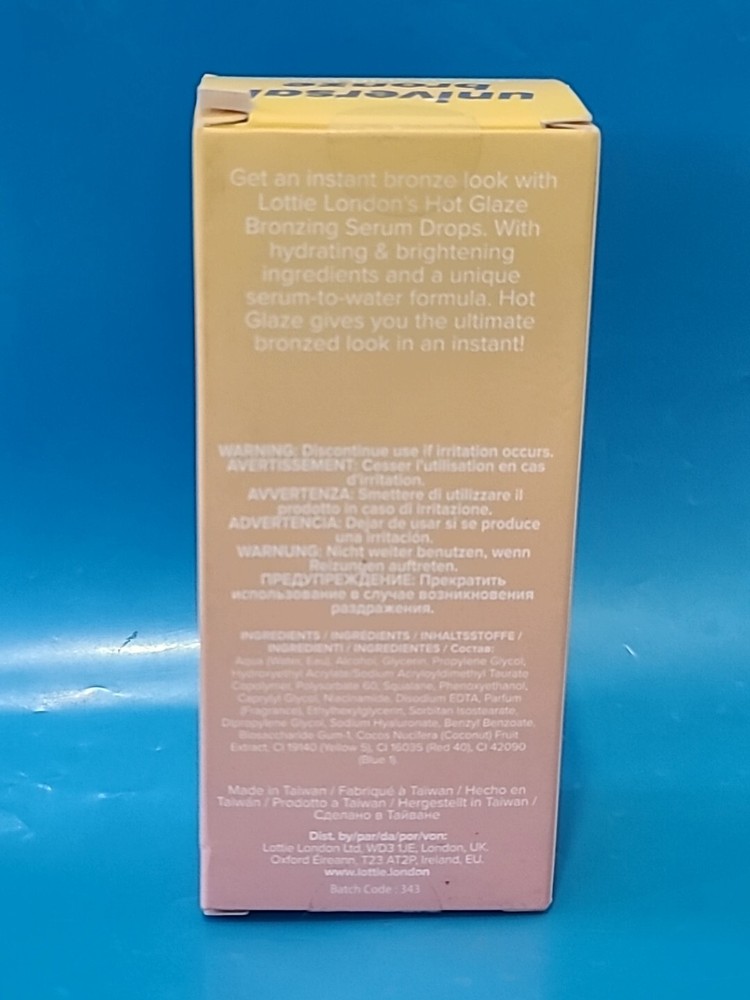 universal
bronze
Get an instant bronze look with
Lottie London's Hot Glaze
Bronzing Serum Drops. With
hydrating & brightening
ingredients and a unique
serum-to-water formula. Hot
Glaze gives you the ultimate
bronzed look in an instant!
WARNING: Discontinue use if irritation occurs.
AVERTISSEMENT: Cesser l'utilisation en cas
d'irritation.
AVVERTENZA: Smettere di utilizzare il
prodotto in caso di irritazione.
ADVERTENCIA: Dejar de usar si se produce
una irritación.
WARNUNG: Nicht weiter benutzen, wenn
Reizungen auftreten.
ПРЕДУПРЕЖДЕНИЕ: Прекратить
использование в случае возникновения
раздражения.
INGREDIENTS / INGREDIENTS / INHALTSSTOFFE /
INGREDIENTI / INGREDIENTES / Состав:
Aqua (Water, Eau), Alcohol, Glycerin, Propylene Glycol,
Hydroxyethyl Acrylate/Sodium Acryloyldimethyl Taurate
Copolymer, Polysorbate 60, Squalane, Phenoxyethanol,
Caprylyl Glycol, Niacinamide, Disodium EDTA, Parfum
(Fragrance), Ethylhexylglycerin, Sorbitan Isostearate,
Dipropylene Glycol, Sodium Hyaluronate, Benzyl Benzoate,
Biosaccharide Gum-1, Cocos Nucifera (Coconut) Fruit
Extract, CI 19140 (Yellow 5), CI 16035 (Red 40), CI 42090
(Blue 1).
Made in Taiwan / Fabriqué à Taïwan / Hecho en
Taiwán / Prodotto a Taiwan / Hergestellt in Taiwan /
Сделано в Тайване
Dist. by/par/da/por/von:
Lottie London Ltd, WD3 1JE, London, UK.
Oxford Éireann, T23 AT2P, Ireland, EU.
www.lottie.london
Batch Code : 343